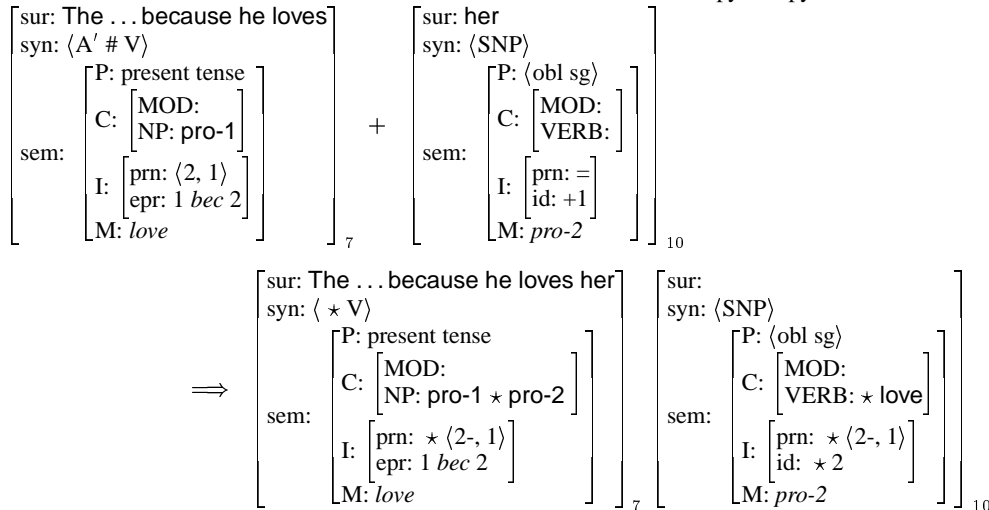 sur: The … because he loves   sur: her
syn: ⟨A′ # V⟩   syn: ⟨SNP⟩
P: present tense   P: ⟨obl sg⟩
C: MOD:   C: MOD:
NP: pro-1   +   VERB:
sem:   sem:
I: prn: ⟨2, 1⟩   I: prn: =
epr: 1 bec 2   id: +1
M: love   M: pro-2
7   10
sur: The … because he loves her   sur:
syn: ⟨ ⋆ V⟩   syn: ⟨SNP⟩
P: present tense   P: ⟨obl sg⟩
C: MOD:   C: MOD:
⟹   NP: pro-1 ⋆ pro-2   VERB: ⋆ love
sem:   sem:
I: prn: ⋆ ⟨2-, 1⟩   I: prn: ⋆ ⟨2-, 1⟩
epr: 1 bec 2   id: ⋆ 2
M: love   M: pro-2
7   10